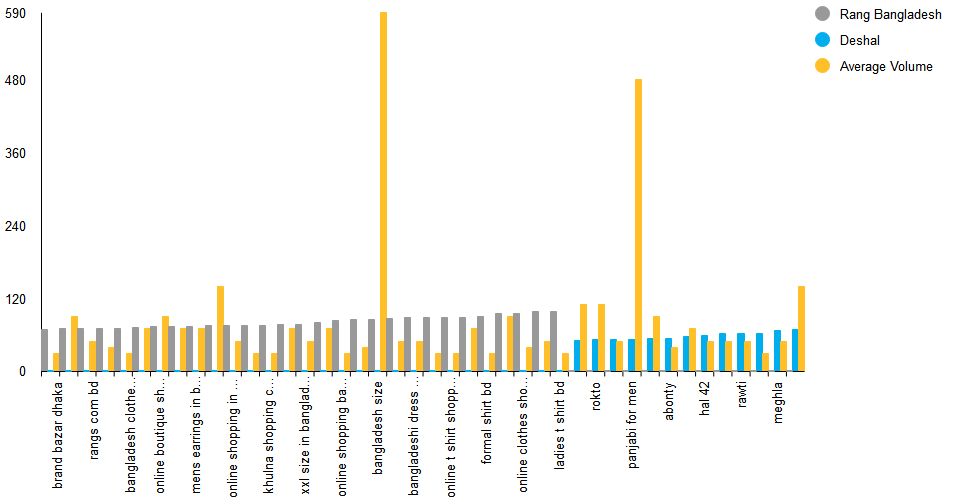 590
480
360
240
120
0
Rang Bangladesh
Deshal
Average Volume
brand bazar dhaka
rangs com bd
bangladesh clothe...
online boutique sh...
mens earrings in b...
online shopping in ...
khulna shopping c...
xxl size in banglad...
online shopping ba...
bangladesh size
bangladeshi dress ...
online t shirt shopp...
formal shirt bd
online clothes sho...
ladies t shirt bd
rokto
panjabi for men
abonty
hal 42
rawti
meghla